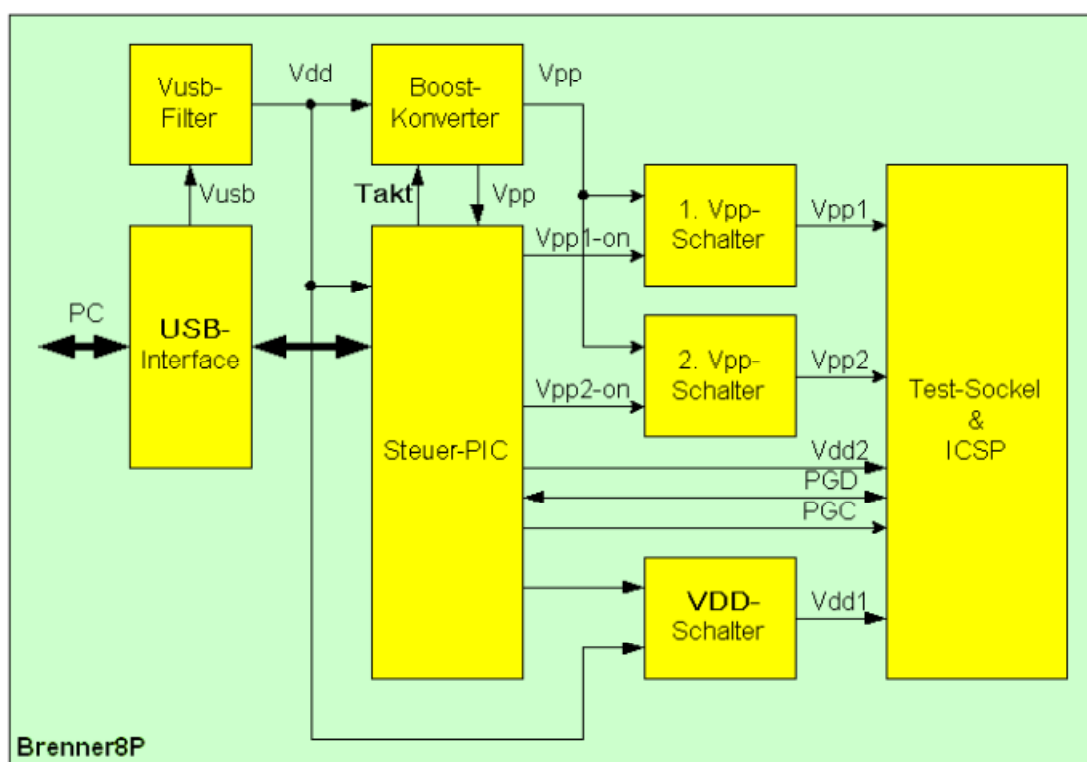 Vusb-
Filter
Vdd
Boost-
Konverter
Vpp
Vusb
Takt
Vpp
1. Vpp-
Schalter
Vpp1
Vpp1-on
PC
USB-
Interface
2. Vpp-
Schalter
Vpp2
Vpp2-on
Steuer-PIC
Test-Sockel
&
ICSP
Vdd2
PGD
PGC
VDD-
Schalter
Vdd1
Brenner8P